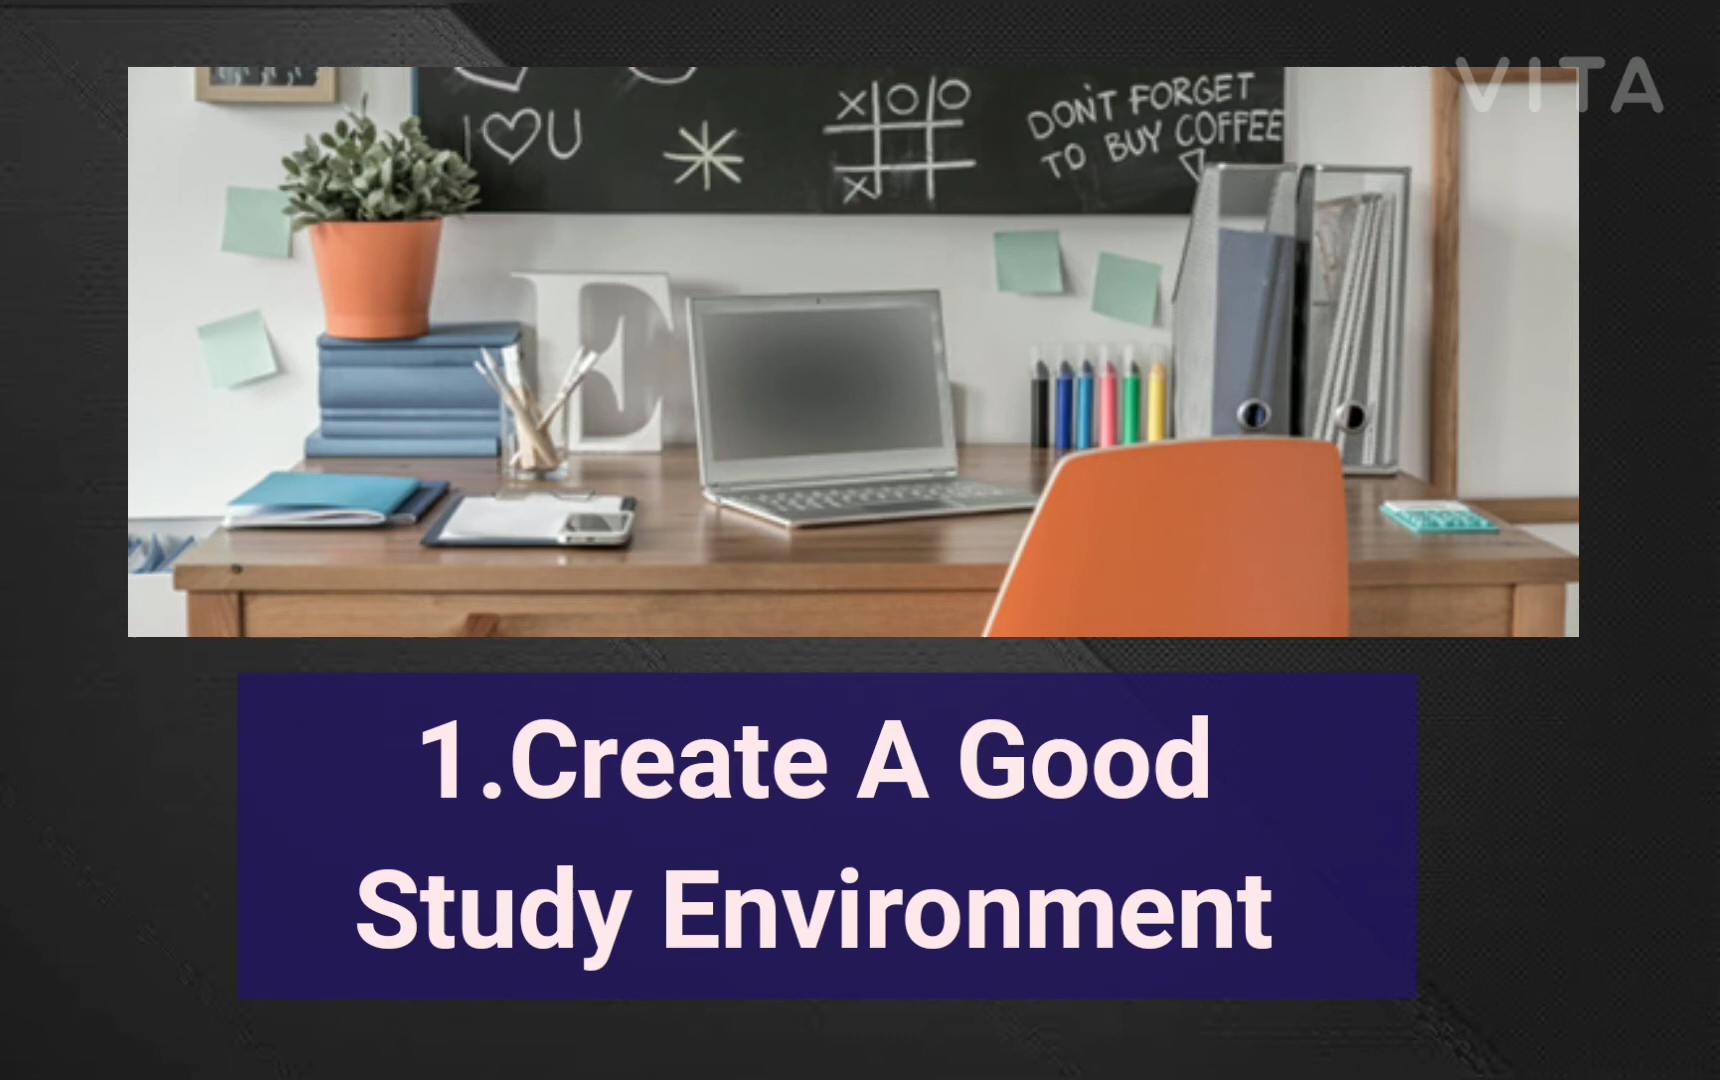 VITA
I ♡ U
X|O|O
X
DON'T FORGET
TO BUY COFFEE
E
1.Create A Good
Study Environment